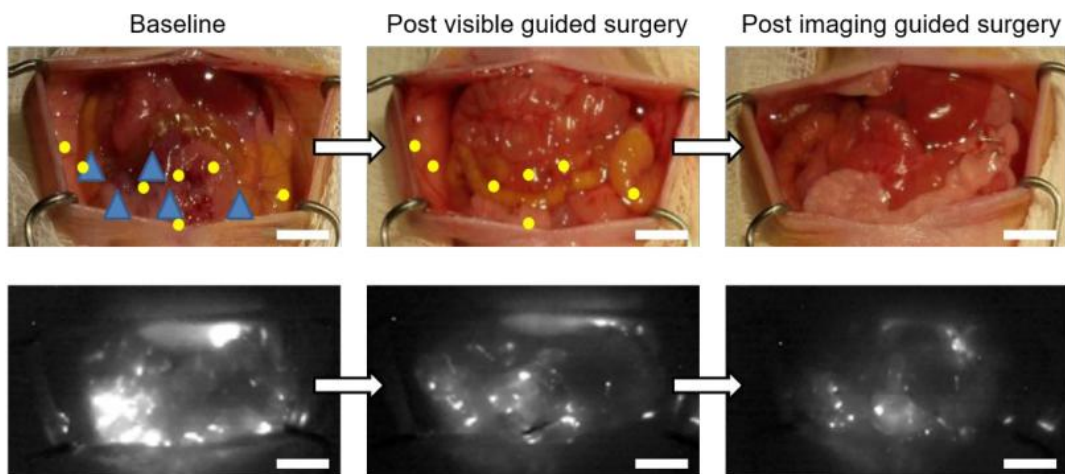 Baseline
Post visible guided surgery
Post imaging guided surgery